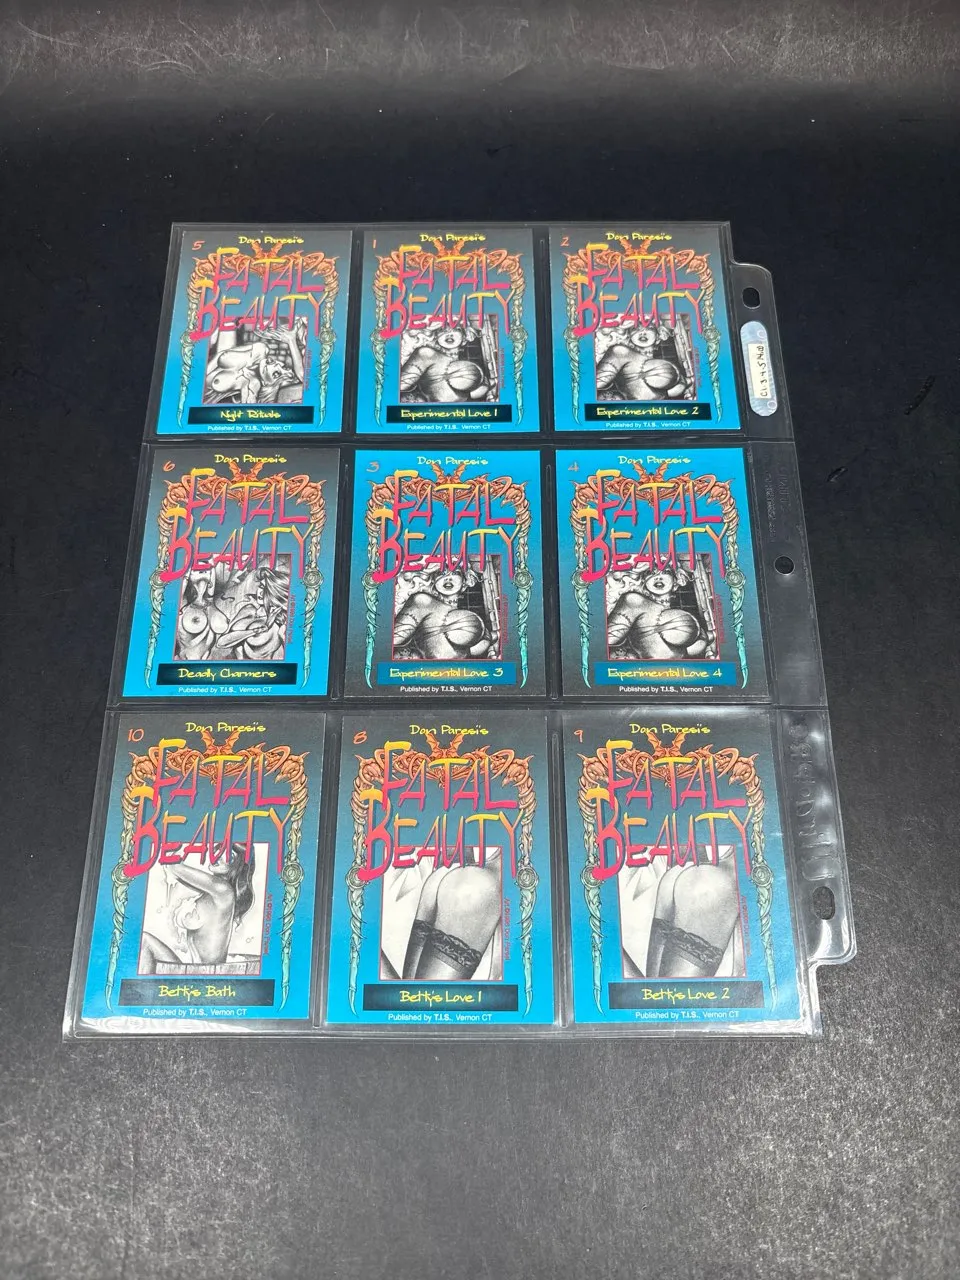 5
Don Paresi's
FATAL
BEAUTY
Night Rituals
Published by T.I.S., Vernon CT
1
Don Paresi's
FATAL
BEAUTY
Experimental Love 1
Published by T.I.S., Vernon CT
2
Don Paresi's
FATAL
BEAUTY
Experimental Love 2
Published by T.I.S., Vernon CT
6
Don Paresi's
FATAL
BEAUTY
Deadly Charmers
Published by T.I.S., Vernon CT
3
Don Paresi's
FATAL
BEAUTY
Experimental Love 3
Published by T.I.S., Vernon CT
4
Don Paresi's
FATAL
BEAUTY
Experimental Love 4
Published by T.I.S., Vernon CT
10
Don Paresi's
FATAL
BEAUTY
Betty's Bath
Published by T.I.S., Vernon CT
8
Don Paresi's
FATAL
BEAUTY
Betty's Love 1
Published by T.I.S., Vernon CT
9
Don Paresi's
FATAL
BEAUTY
Betty's Love 2
Published by T.I.S., Vernon CT